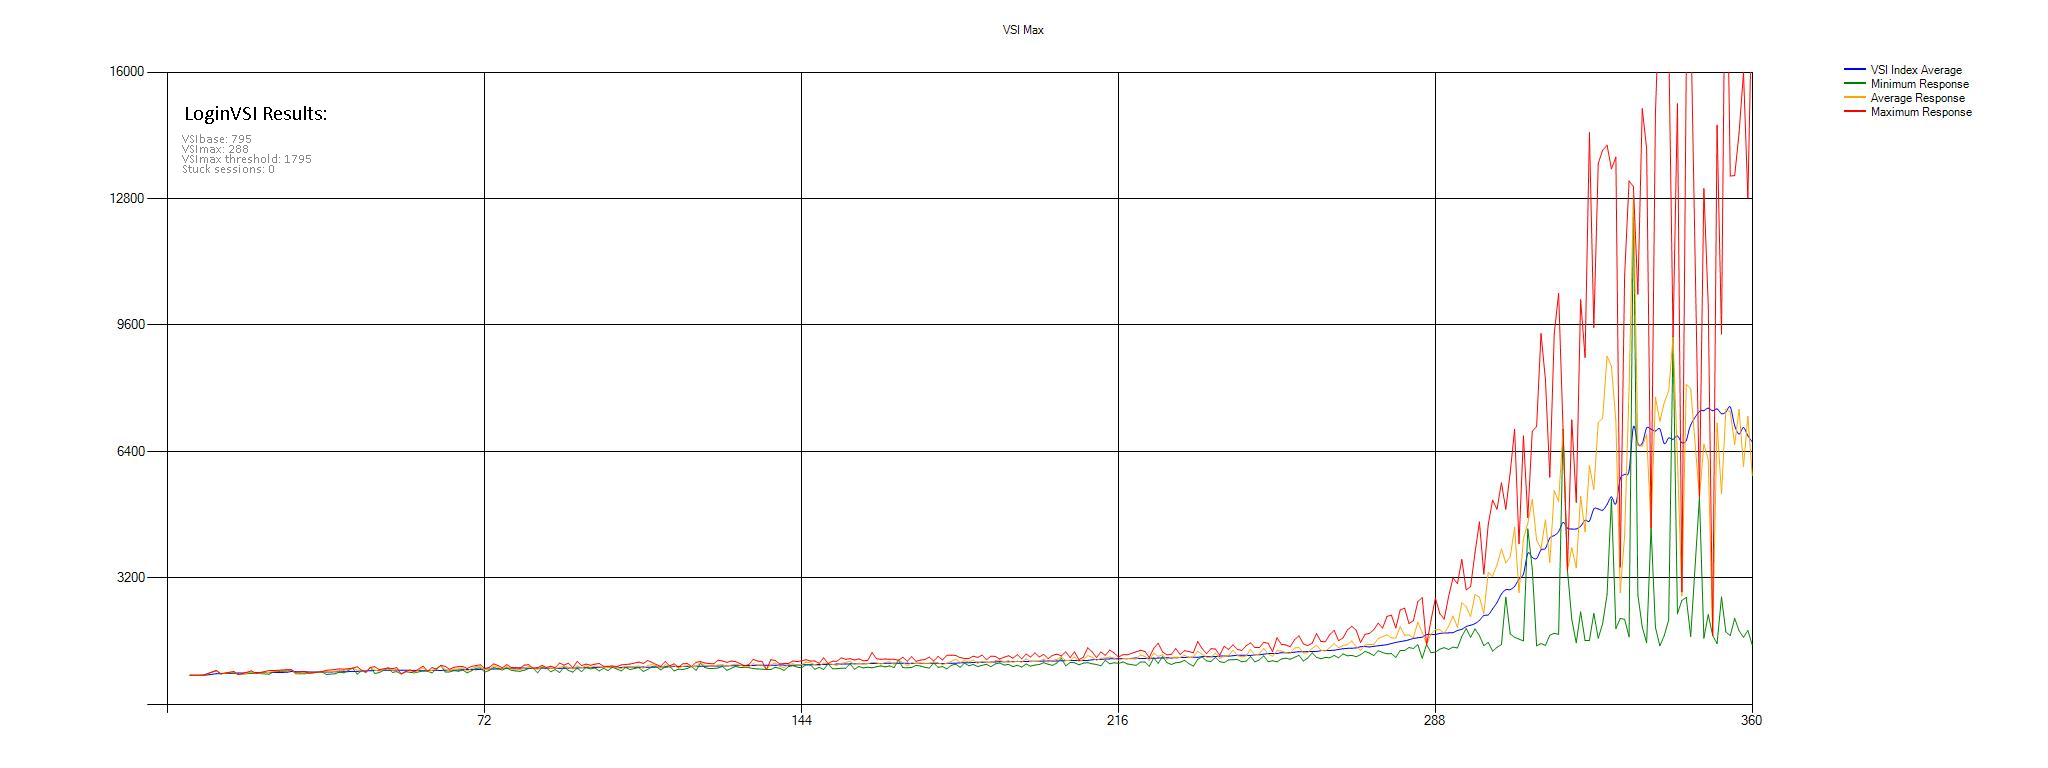 VSI Max
16000
12800
9600
6400
3200
LoginVSI Results:
VSIbase: 795
VSImax: 288
VSImax threshold: 1795
Stuck sessions: 0
VSI Index Average
Minimum Response
Average Response
Maximum Response
72
144
216
288
360